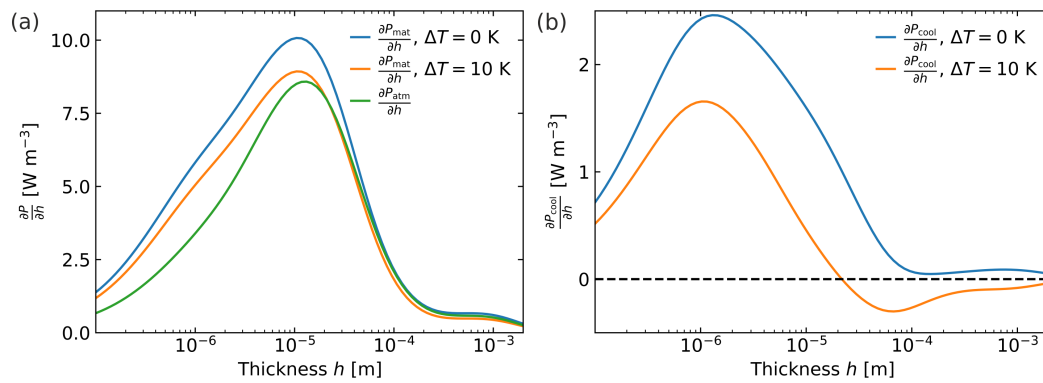 (a)
10.0
7.5
5.0
2.5
0.0
∂P/∂h [W m⁻³]
∂P_mat/∂h, ΔT = 0 K
∂P_mat/∂h, ΔT = 10 K
∂P_atm/∂h
10⁻⁶ 10⁻⁵ 10⁻⁴ 10⁻³
Thickness h [m]
(b)
2
1
0
∂P_cool/∂h [W m⁻³]
∂P_cool/∂h, ΔT = 0 K
∂P_cool/∂h, ΔT = 10 K
10⁻⁶ 10⁻⁵ 10⁻⁴ 10⁻³
Thickness h [m]